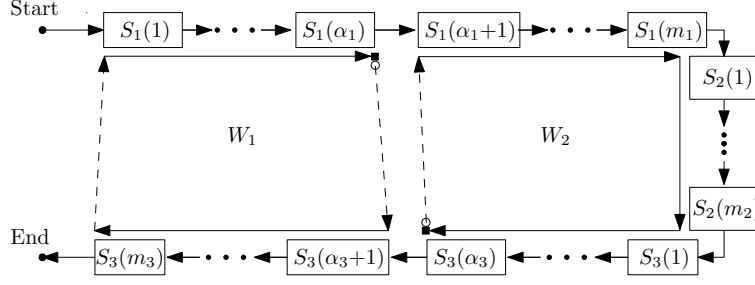 Start
S₁(1) S₁(α₁) S₁(α₁+1) S₁(m₁)
S₂(1)
W₁ W₂
S₂(m₂)
End
S₃(m₃) S₃(α₃+1) S₃(α₃) S₃(1)